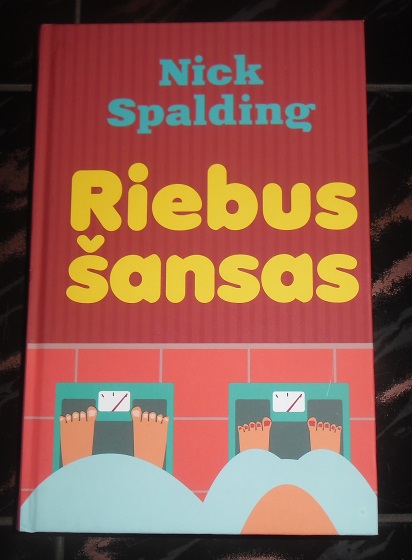 Nick
Spalding
Riebus
šansas